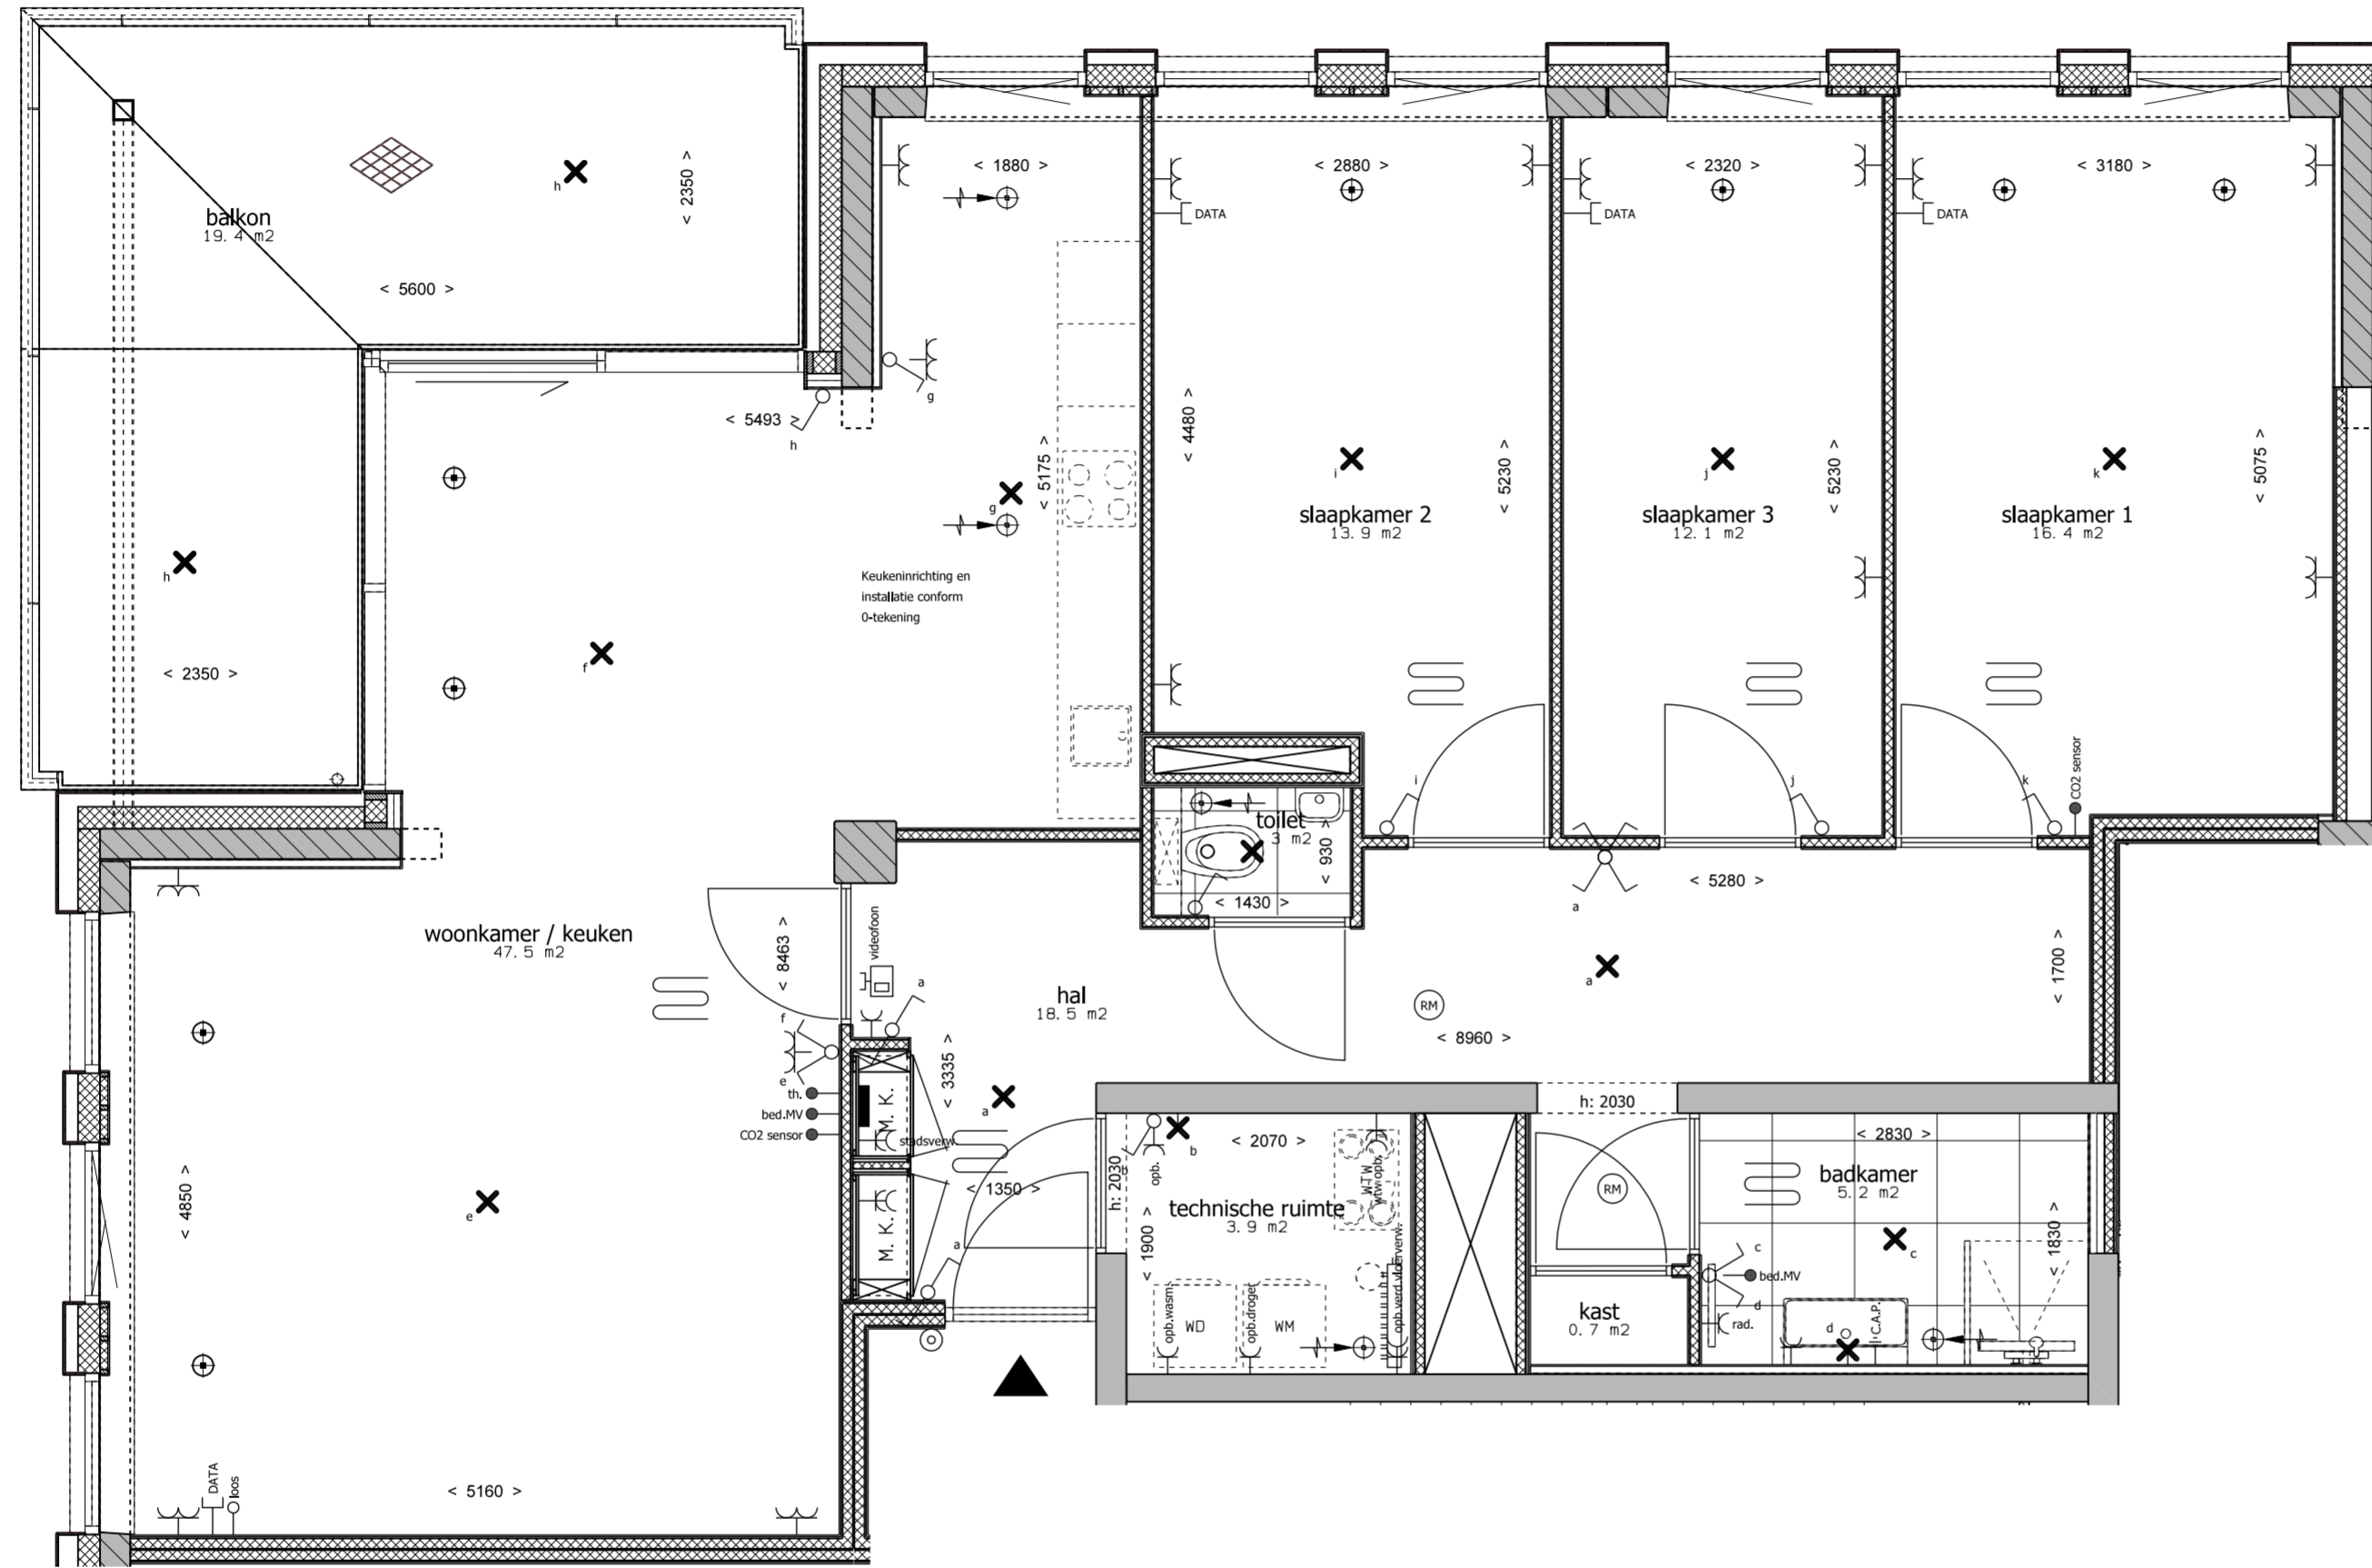 balkon
19.4 m2
h
< 2350 >
< 5600 >
h
< 2350 >
< 1880 >
< 2880 >
< 2320 >
< 3180 >
DATA
DATA
DATA
g
< 5493 >
h
< 5175 >
g
< 4480 >
< 5230 >
< 5230 >
< 5075 >
i
slaapkamer 2
13.9 m2
j
slaapkamer 3
12.1 m2
k
slaapkamer 1
16.4 m2
Keukeninrichting en
installatie conform
0-tekening
f
i
j
k
CO2 sensor
toilet
3 m2
< 930 >
< 1430 >
a
< 5280 >
woonkamer / keuken
47.5 m2
< 8463 >
videofoon
a
hal
18.5 m2
RM
a
< 8960 >
< 1700 >
f
e
th.
bed.MV
CO2 sensor
M. K.
stadsverw.
< 3335 >
a
< 1350 >
M. K.
a
h: 2030
b
opb.
b
< 2070 >
WTW
wtw opb.
technische ruimte
3.9 m2
< 1900 >
opb.wasm.
WD
opb.droger
WM
opb.verd.vloerverw.
h: 2030
RM
kast
0.7 m2
< 2830 >
badkamer
5.2 m2
c
< 1830 >
c
bed.MV
d
rad.
d
C.A.P.
e
< 4850 >
DATA
loos
< 5160 >